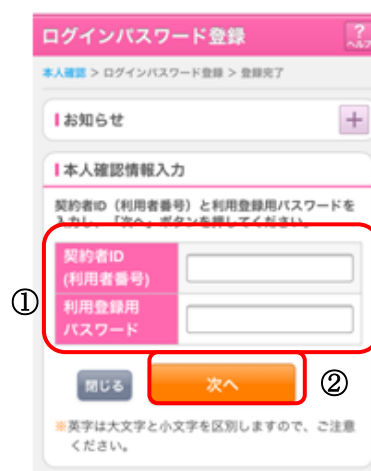 ログインパスワード登録
?
ヘルプ
本人確認 > ログインパスワード登録 > 登録完了
お知らせ
+
本人確認情報入力
契約者ID（利用者番号）と利用登録用パスワードを
入力し、「次へ」ボタンを押してください。
契約者ID
(利用者番号)
①
利用登録用
パスワード
閉じる
次へ
②
※英字は大文字と小文字を区別しますので、ご注意
ください。